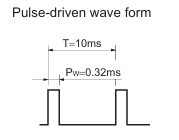 Pulse-driven wave form
T=10ms
Pw=0.32ms